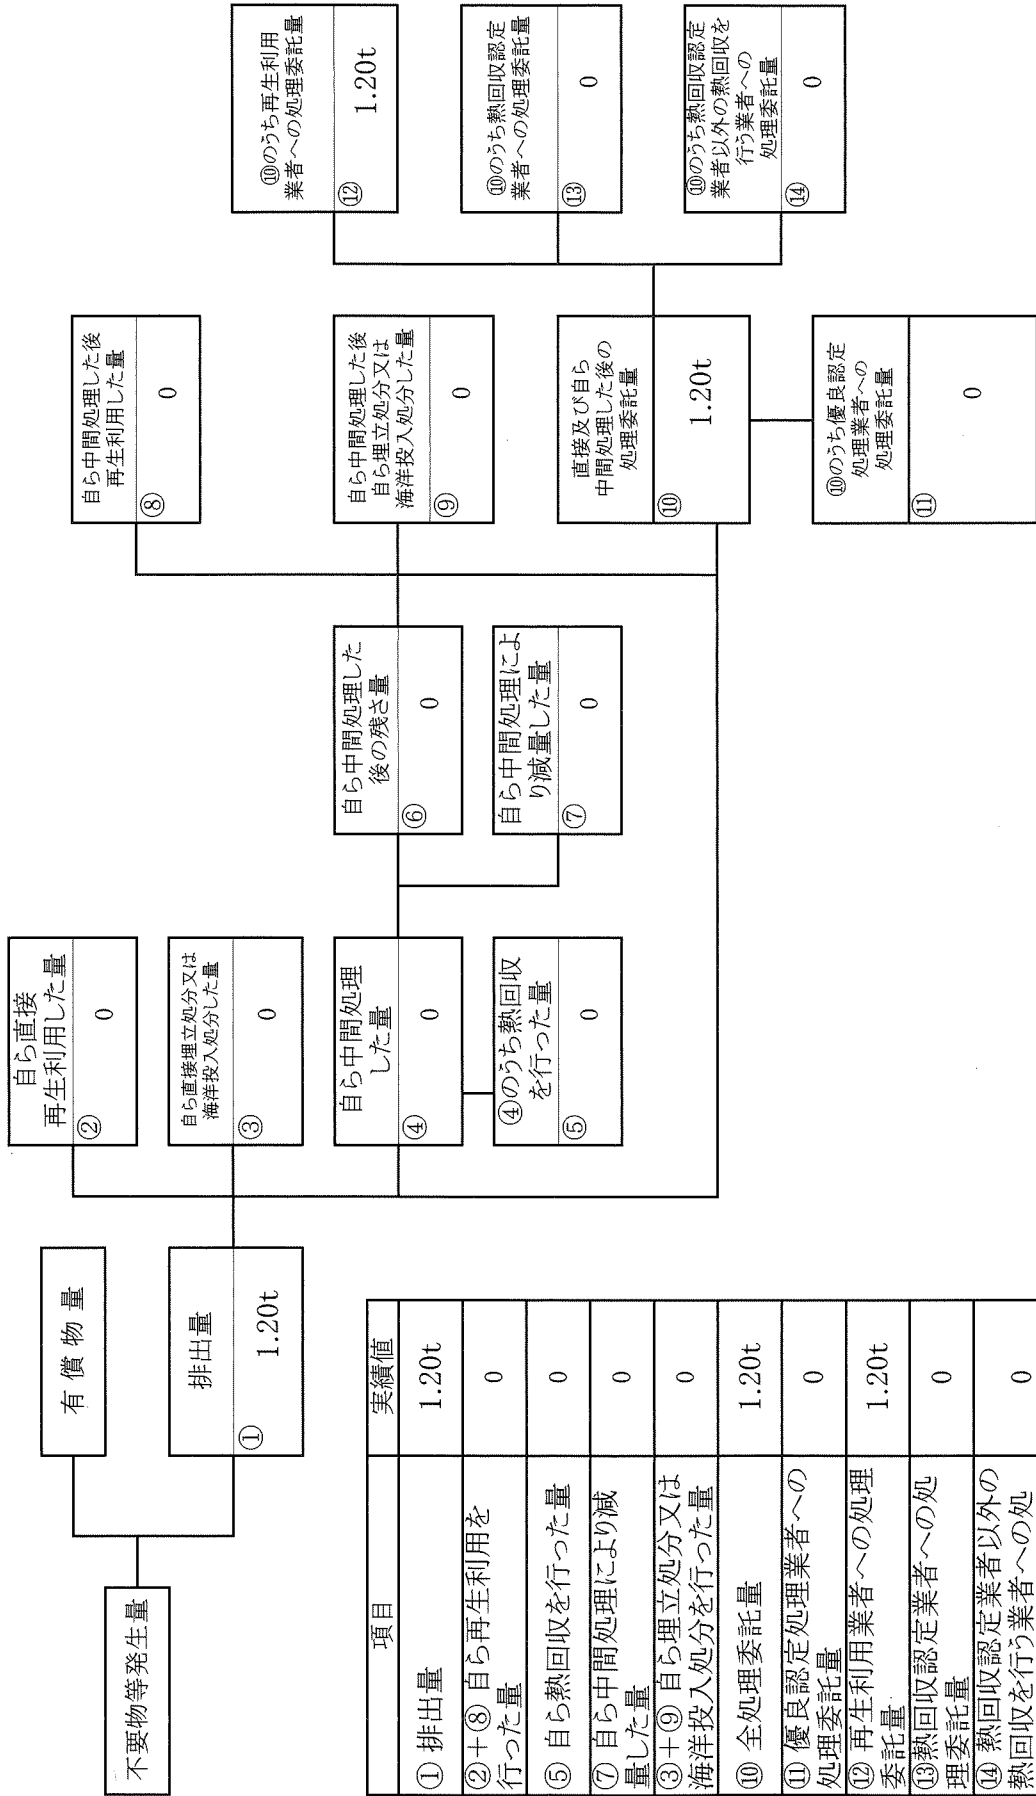 不要物等発生量
有償物量
排出量
①
1.20t
自ら直接
再生利用した量
②
0
自ら直接埋立処分又は
海洋投入処分した量
③
0
自ら中間処理
した量
④
0
④のうち熱回収
を行った量
⑤
0
自ら中間処理した
後の残さ量
⑥
0
自ら中間処理によ
り減量した量
⑦
0
自ら中間処理した後
再生利用した量
⑧
0
自ら中間処理した後
自ら埋立処分又は
海洋投入処分した量
⑨
0
直接及び自ら
中間処理した後の
処理委託量
⑩
1.20t
⑩のうち優良認定
処理業者への
処理委託量
⑪
0
⑩のうち再生利用
業者への処理委託量
⑫
1.20t
⑩のうち熱回収認定
業者への処理委託量
⑬
0
⑩のうち熱回収認定
業者以外の熱回収を
行う業者への
処理委託量
⑭
0
項目 実績値
① 排出量 1.20t
②+⑧ 自ら再生利用を
行った量 0
⑤ 自ら熱回収を行った量 0
⑦ 自ら中間処理により減
量した量 0
③+⑨ 自ら埋立処分又は
海洋投入処分を行った量 0
⑩ 全処理委託量 1.20t
⑪ 優良認定処理業者への
処理委託量 0
⑫ 再生利用業者への処理
委託量 1.20t
⑬ 熱回収認定業者への処
理委託量 0
⑭ 熱回収認定業者以外の
熱回収を行う業者への処 0